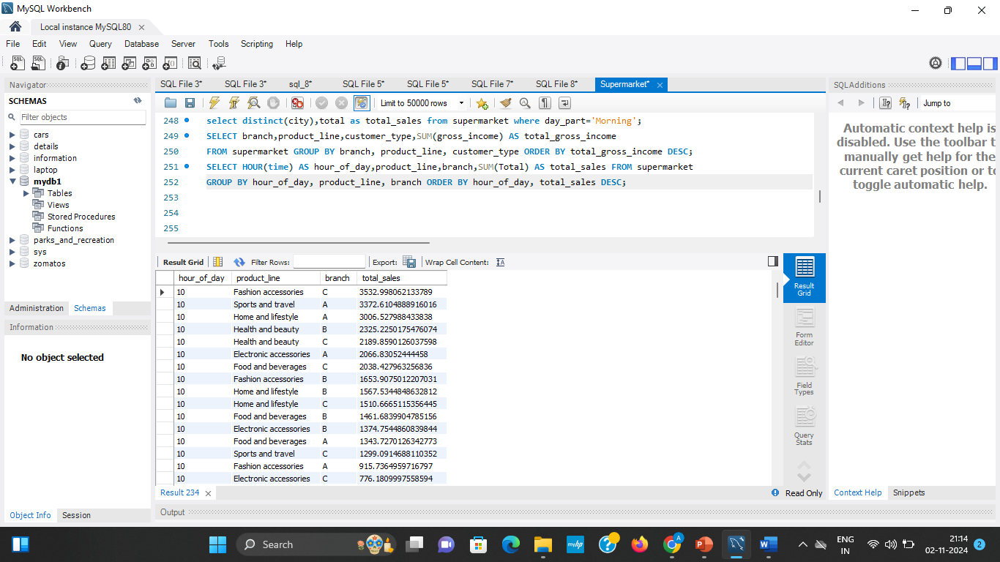 MySQL Workbench
Local instance MySQL80
File Edit View Query Database Server Tools Scripting Help
Navigator
SCHEMAS
Filter objects
cars
details
information
laptop
mydb1
Tables
Views
Stored Procedures
Functions
parks_and_recreation
sys
zomatos
Administration Schemas
Information
No object selected
Object Info Session
SQL File 3* SQL File 3* sql_8* SQL File 5* SQL File 5* SQL File 7* SQL File 8* Supermarket*
Limit to 50000 rows
248 select distinct(city),total as total_sales from supermarket where day_part='Morning';
249 SELECT branch,product_line,customer_type,SUM(gross_income) AS total_gross_income
250 FROM supermarket GROUP BY branch, product_line, customer_type ORDER BY total_gross_income DESC;
251 SELECT HOUR(time) AS hour_of_day,product_line,branch,SUM(Total) AS total_sales FROM supermarket
252 GROUP BY hour_of_day, product_line, branch ORDER BY hour_of_day, total_sales DESC;
253
254
255
Result Grid Filter Rows: Export: Wrap Cell Content:
hour_of_day product_line branch total_sales
10 Fashion accessories C 3532.998062133789
10 Sports and travel A 3372.6104888916016
10 Home and lifestyle A 3006.527988433838
10 Health and beauty B 2325.2250175476074
10 Health and beauty C 2189.8590126037598
10 Electronic accessories A 2066.83052444458
10 Food and beverages C 2038.427963256836
10 Fashion accessories B 1653.9075012207031
10 Home and lifestyle B 1567.5344848632812
10 Home and lifestyle C 1510.6665115356445
10 Food and beverages B 1461.6839904785156
10 Electronic accessories B 1374.7544860839844
10 Food and beverages A 1343.7270126342773
10 Sports and travel C 1299.0914688110352
10 Fashion accessories A 915.7364959716797
10 Electronic accessories C 776.1809997558594
Result Grid
Form Editor
Field Types
Query Stats
Result 234
Read Only
Output
SQLAdditions
Jump to
Automatic context help is
disabled. Use the toolbar t
manually get help for the
current caret position or to
toggle automatic help.
Context Help Snippets
Search
ENG
IN
21:14
02-11-2024
2